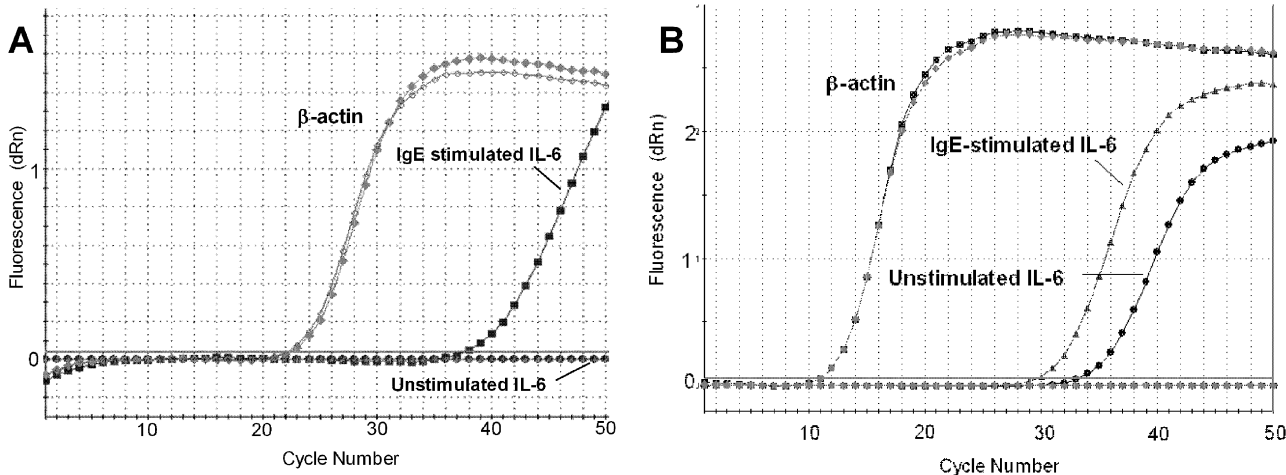 A
Fluorescence (dRn)
1
0
β-actin
IgE stimulated IL-6
Unstimulated IL-6
10
20
30
40
50
Cycle Number
B
Fluorescence (dRn)
2
1
0
β-actin
IgE-stimulated IL-6
Unstimulated IL-6
10
20
30
40
50
Cycle Number